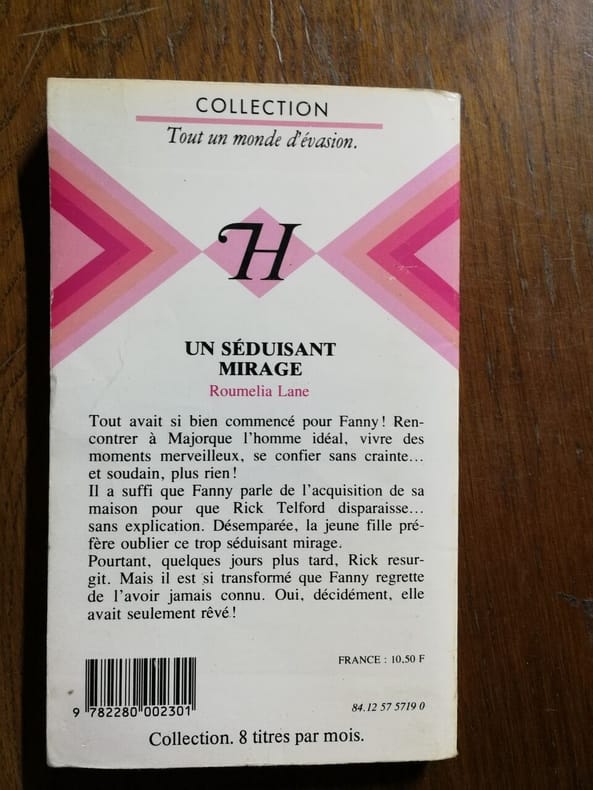 COLLECTION
Tout un monde d'évasion.
H
UN SÉDUISANT
MIRAGE
Roumelia Lane
Tout avait si bien commencé pour Fanny! Ren-
contrer à Majorque l'homme idéal, vivre des
moments merveilleux, se confier sans crainte...
et soudain, plus rien!
Il a suffi que Fanny parle de l'acquisition de sa
maison pour que Rick Telford disparaisse...
sans explication. Désemparée, la jeune fille pré-
fère oublier ce trop séduisant mirage.
Pourtant, quelques jours plus tard, Rick resur-
git. Mais il est si transformé que Fanny regrette
de l'avoir jamais connu. Oui, décidément, elle
avait seulement rêvé!
FRANCE : 10.50 F
9 782280 002301
84.12 57 5719 0
Collection. 8 titres par mois.